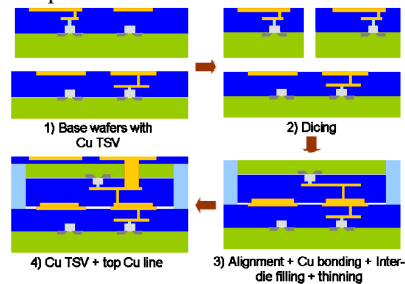 1) Base wafers with
Cu TSV
2) Dicing
4) Cu TSV + top Cu line
3) Alignment + Cu bonding + Inter-
die filling + thinning